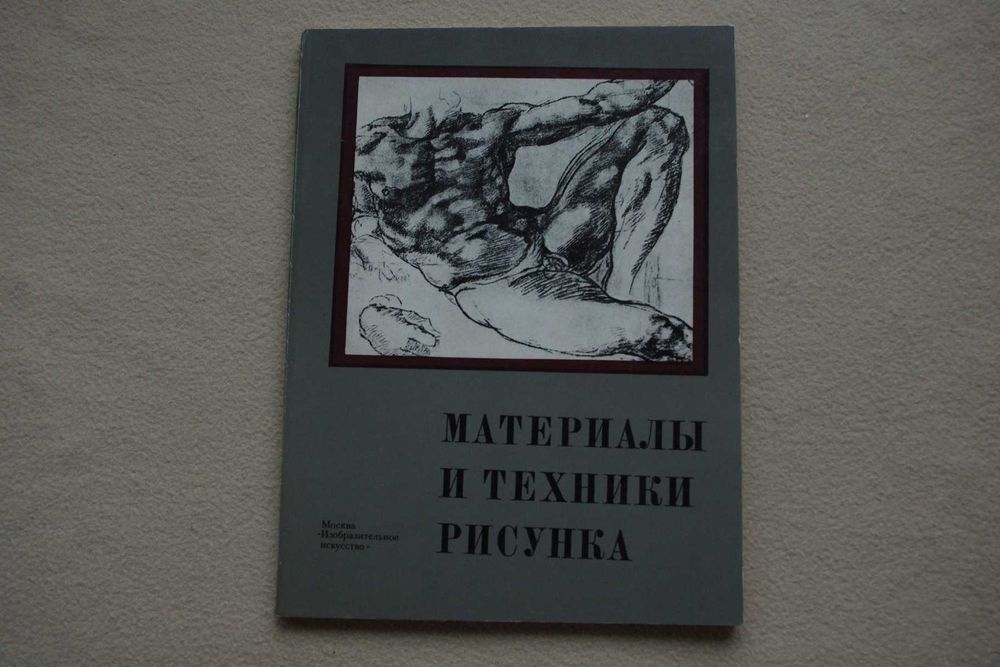 МАТЕРИАЛЫ
И ТЕХНИКИ
РИСУНКА
Москва
«Изобразительное
искусство»